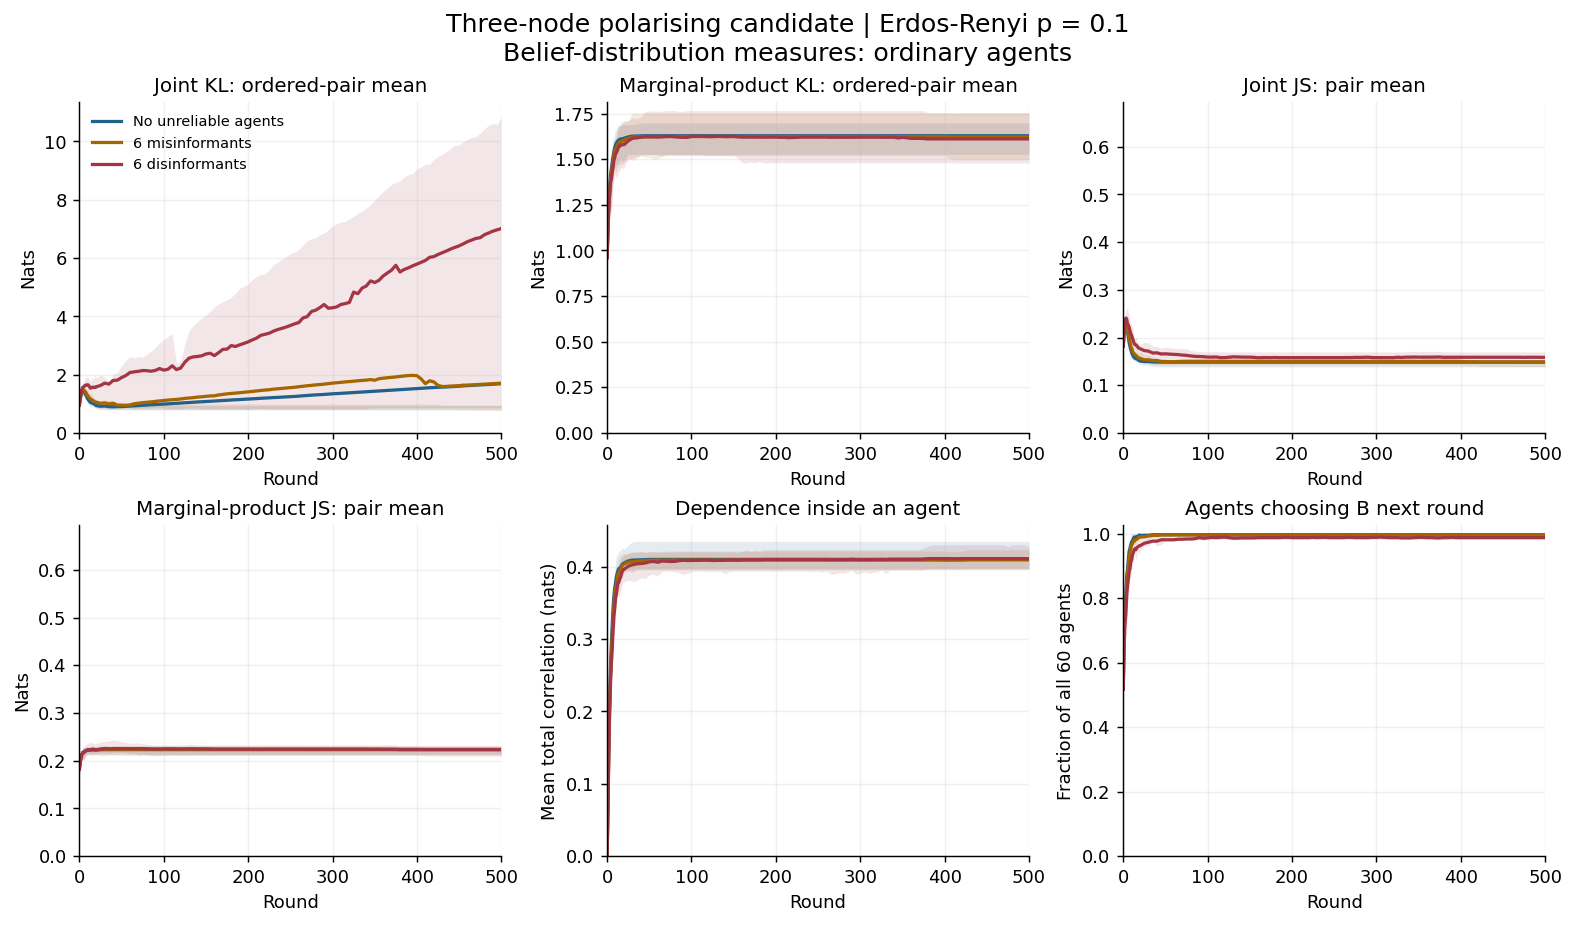 Three-node polarising candidate | Erdos-Renyi p = 0.1
Belief-distribution measures: ordinary agents
Joint KL: ordered-pair mean
Nats
10
8
6
4
2
0
No unreliable agents
6 misinformants
6 disinformants
0 100 200 300 400 500
Round
Marginal-product KL: ordered-pair mean
Nats
1.75
1.50
1.25
1.00
0.75
0.50
0.25
0.00
0 100 200 300 400 500
Round
Joint JS: pair mean
Nats
0.6
0.5
0.4
0.3
0.2
0.1
0.0
0 100 200 300 400 500
Round
Marginal-product JS: pair mean
Nats
0.6
0.5
0.4
0.3
0.2
0.1
0.0
0 100 200 300 400 500
Round
Dependence inside an agent
Mean total correlation (nats)
0.4
0.3
0.2
0.1
0.0
0 100 200 300 400 500
Round
Agents choosing B next round
Fraction of all 60 agents
1.0
0.8
0.6
0.4
0.2
0.0
0 100 200 300 400 500
Round